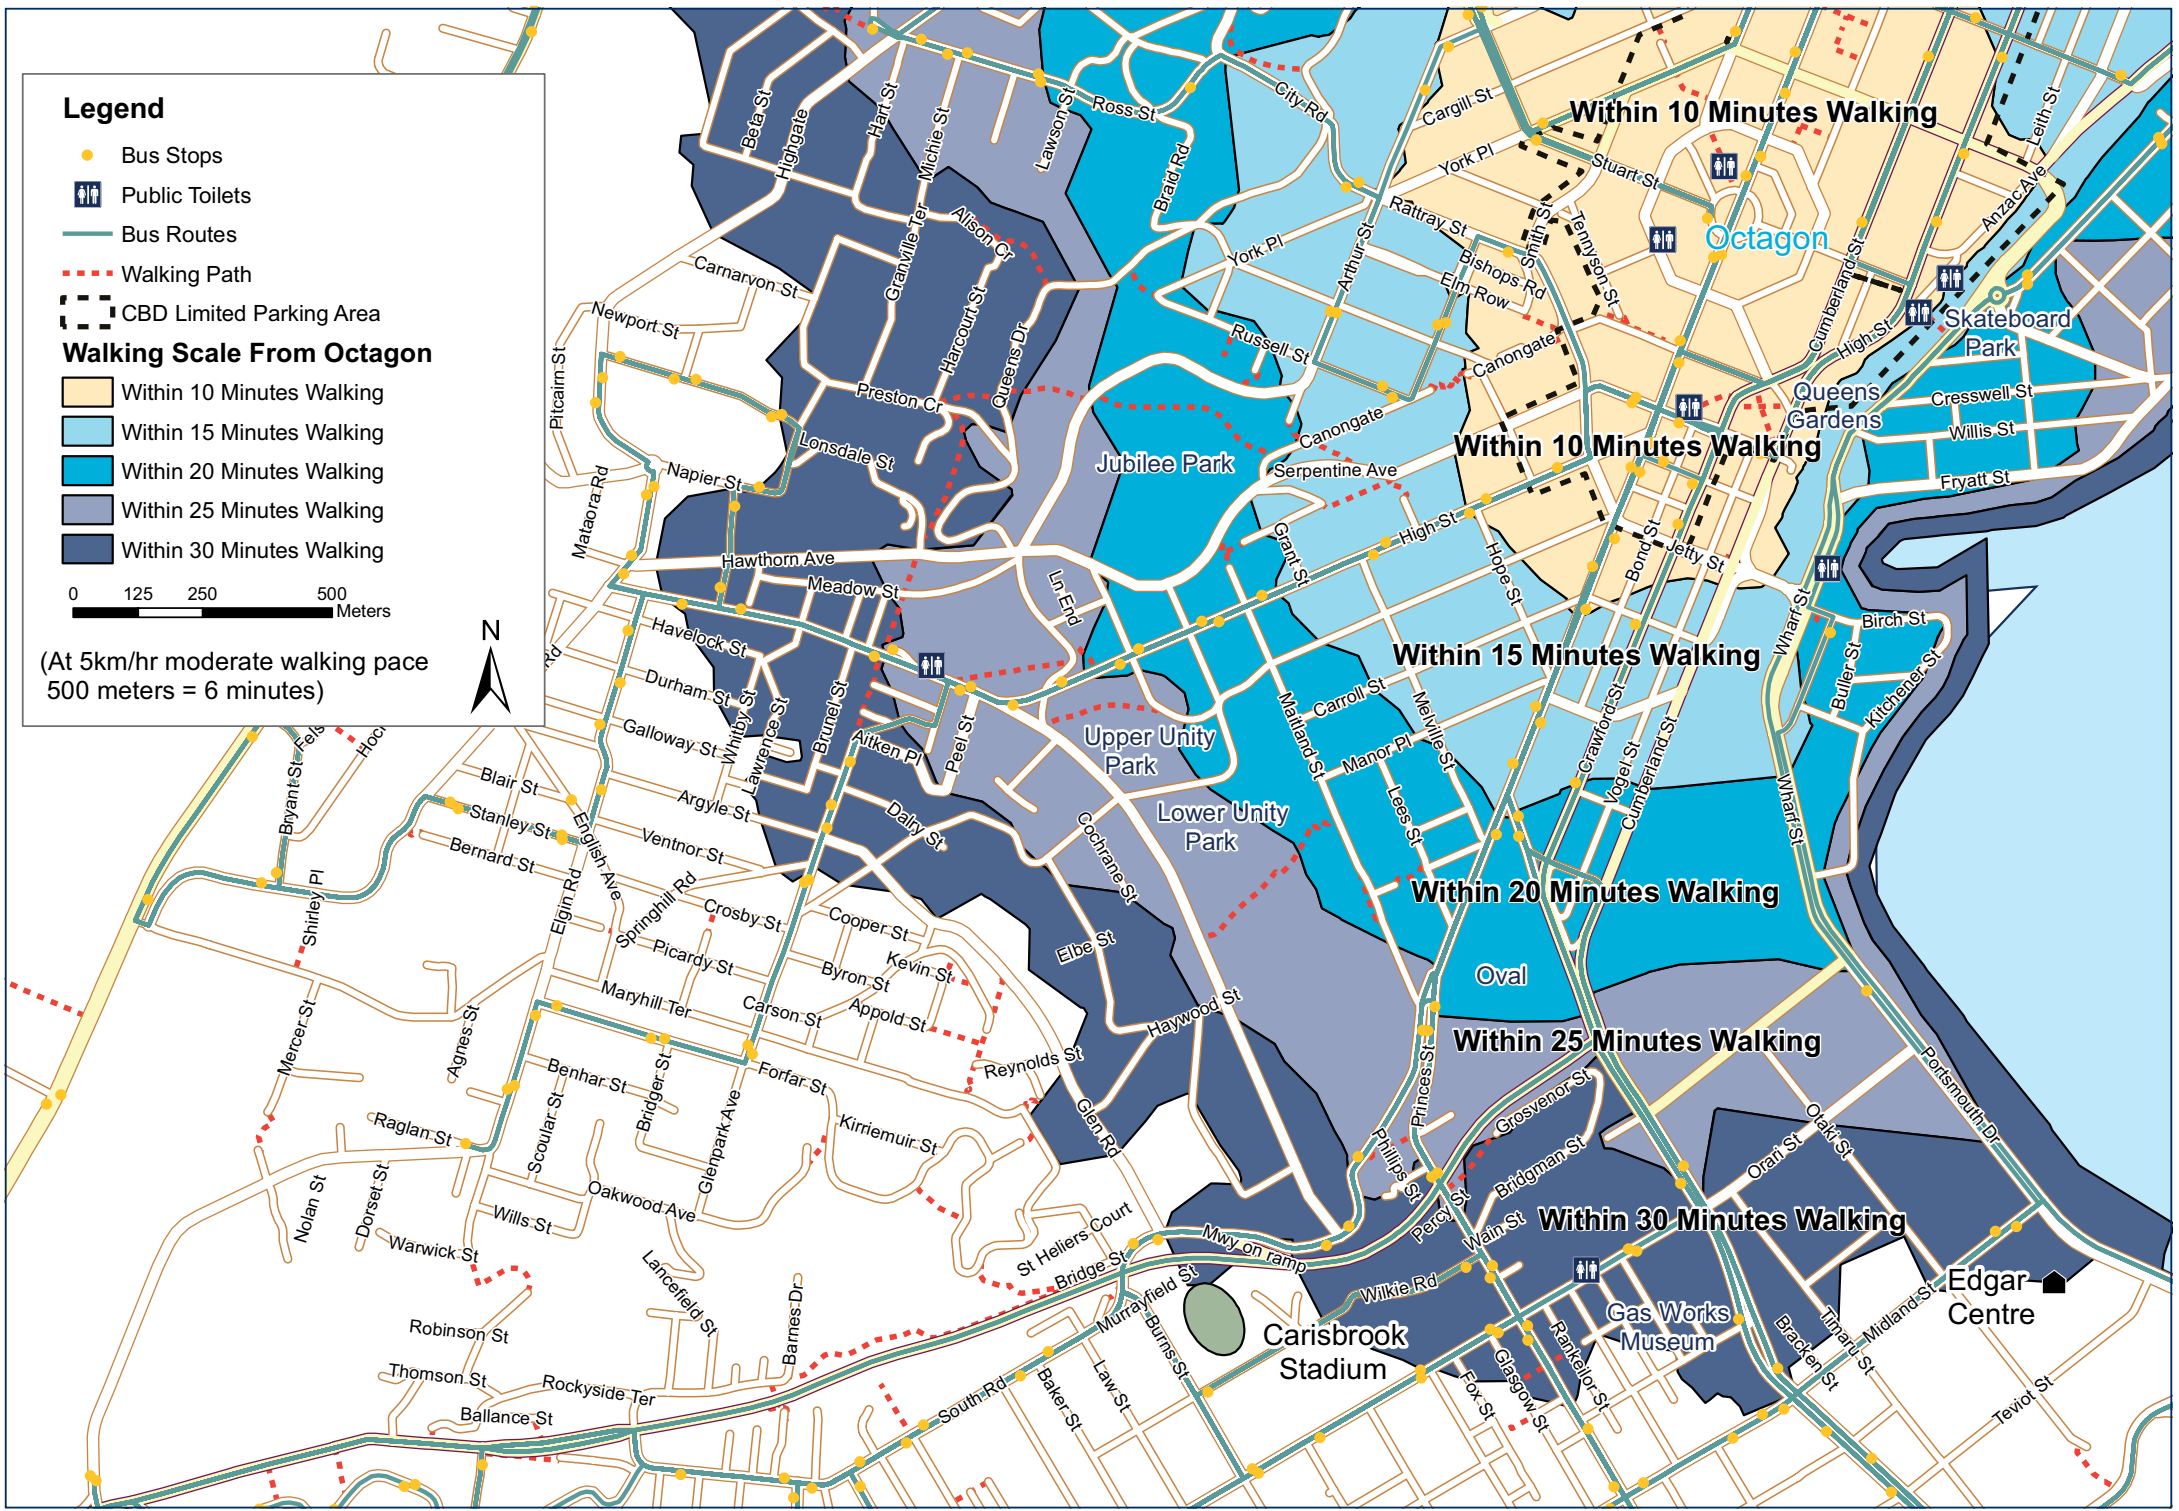 Legend
Bus Stops
Public Toilets
Bus Routes
Walking Path
CBD Limited Parking Area
Walking Scale From Octagon
Within 10 Minutes Walking
Within 15 Minutes Walking
Within 20 Minutes Walking
Within 25 Minutes Walking
Within 30 Minutes Walking
0 125 250 500
Meters
N
(At 5km/hr moderate walking pace
500 meters = 6 minutes)
Beta St
Highgate
Hart St
Michie St
Lawson St
Ross St
Braid Rd
City Rd
Cargill St
York Pl
Within 10 Minutes Walking
Stuart St
Leith St
Anzac Ave
Octagon
Rattray St
Smith St
Tennyson St
Bishops Rd
Elm Row
Arthur St
York Pl
Russell St
Canongate
Cumberland St
High St
Skateboard
Park
Queens
Gardens
Cresswell St
Willis St
Fryatt St
Alison Cr
Granville Ter
Harcourt St
Queens Dr
Preston Cr
Carnarvon St
Newport St
Pitcairn St
Lonsdale St
Napier St
Mataora Rd
Jubilee Park
Canongate
Serpentine Ave
Within 10 Minutes Walking
High St
Grant St
Hope St
Bond St
Jetty St
Hawthorn Ave
Meadow St
Ln End
Havelock St
Durham St
Galloway St
Whitby St
Lawrence St
Brunel St
Aitken Pl
Peel St
Upper Unity
Park
Lower Unity
Park
Within 15 Minutes Walking
Carroll St
Maitland St
Melville St
Manor Pl
Lees St
Crawford St
Vogel St
Cumberland St
Wharf St
Birch St
Buller St
Kitchener St
Wharf St
Rd
Bryant St
Blair St
Stanley St
Bernard St
English Ave
Argyle St
Ventnor St
Dalry St
Cochrane St
Within 20 Minutes Walking
Shirley Pl
Elgin Rd
Springhill Rd
Crosby St
Cooper St
Picardy St
Byron St
Kevin St
Elbe St
Oval
Maryhill Ter
Carson St
Appold St
Haywood St
Within 25 Minutes Walking
Mercer St
Agnes St
Benhar St
Bridger St
Forfar St
Reynolds St
Glen Rd
Princes St
Grosvenor St
Portsmouth Dr
Raglan St
Scoular St
Glenpark Ave
Kirriemuir St
Phillips St
Bridgman St
Otaki St
Orari St
Nolan St
Dorset St
Wills St
Oakwood Ave
Warwick St
St Heliers Court
Bridge St
Mwy on ramp
Percy St
Wain St
Within 30 Minutes Walking
Lancefield St
Barnes Dr
Murrayfield St
Burns St
Wilkie Rd
Carisbrook
Stadium
Gas Works
Museum
Edgar
Centre
Midland St
Timaru St
Bracken St
Teviot St
Robinson St
Thomson St
Rockyside Ter
Ballance St
South Rd
Baker St
Law St
Fox St
Glasgow St
Rankeilor St